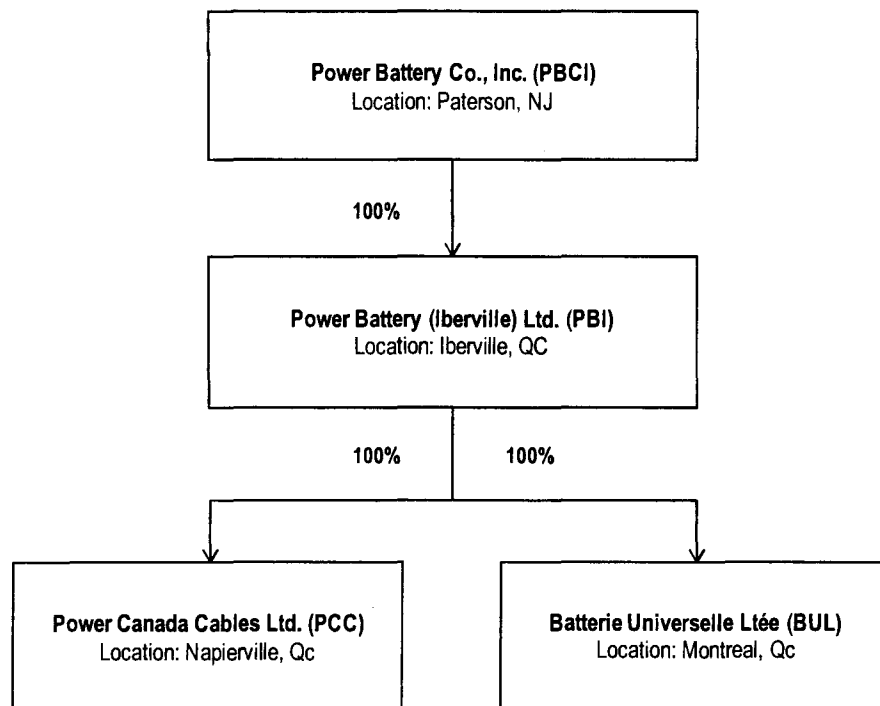 Power Battery Co., Inc. (PBCI)
Location: Paterson, NJ
100%
Power Battery (Iberville) Ltd. (PBI)
Location: Iberville, QC
100% 100%
Power Canada Cables Ltd. (PCC)
Location: Napierville, Qc
Batterie Universelle Ltée (BUL)
Location: Montreal, Qc